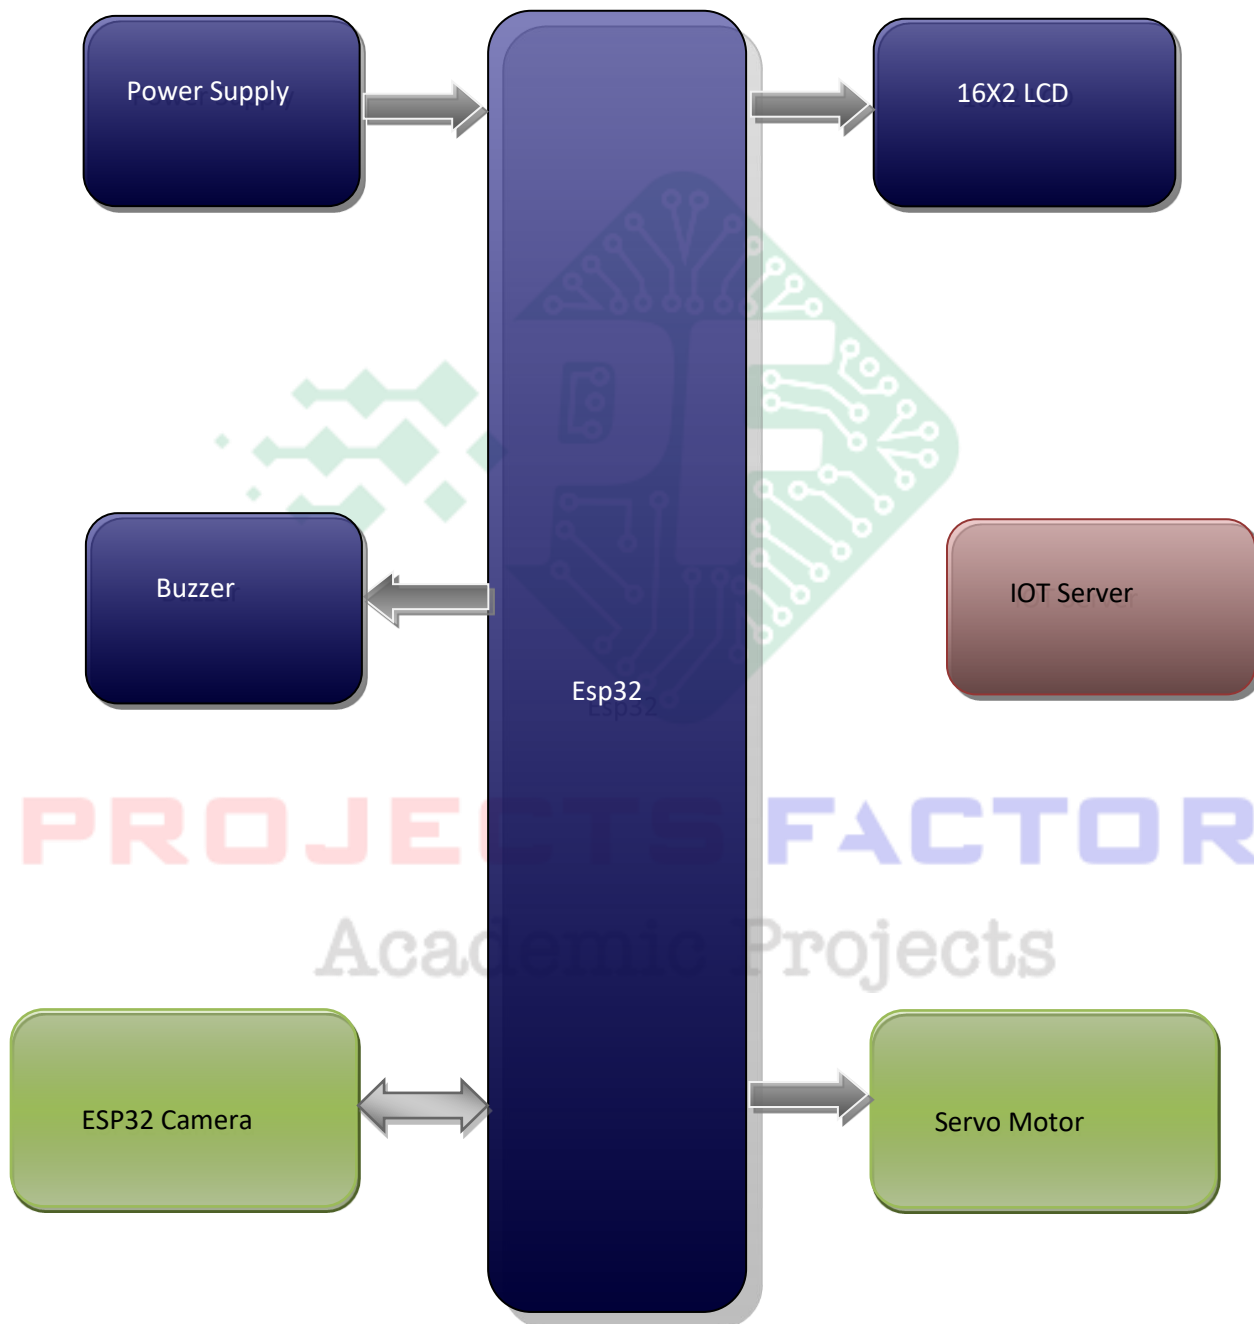 Power Supply
16X2 LCD
Buzzer
IOT Server
Esp32
PROJECTS FACTOR
Academic Projects
ESP32 Camera
Servo Motor